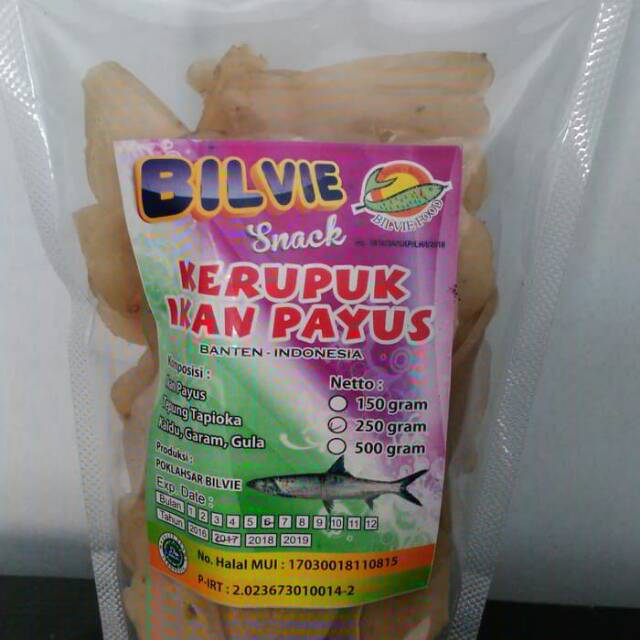 BILVIE
Snack
BILVIE FOOD
KERUPUK
IKAN PAYUS
BANTEN - INDONESIA
Komposisi :
Ikan Payus
Tepung Tapioka
Kaldu, Garam, Gula
Netto :
150 gram
250 gram
500 gram
Produksi :
POKLAHSAR BILVIE
Exp. Date :
Bulan 1 2 3 4 5 6 7 8 9 10 11 12
Tahun 2016 2017 2018 2019
No. Halal MUI : 17030018110815
P-IRT : 2.023673010014-2